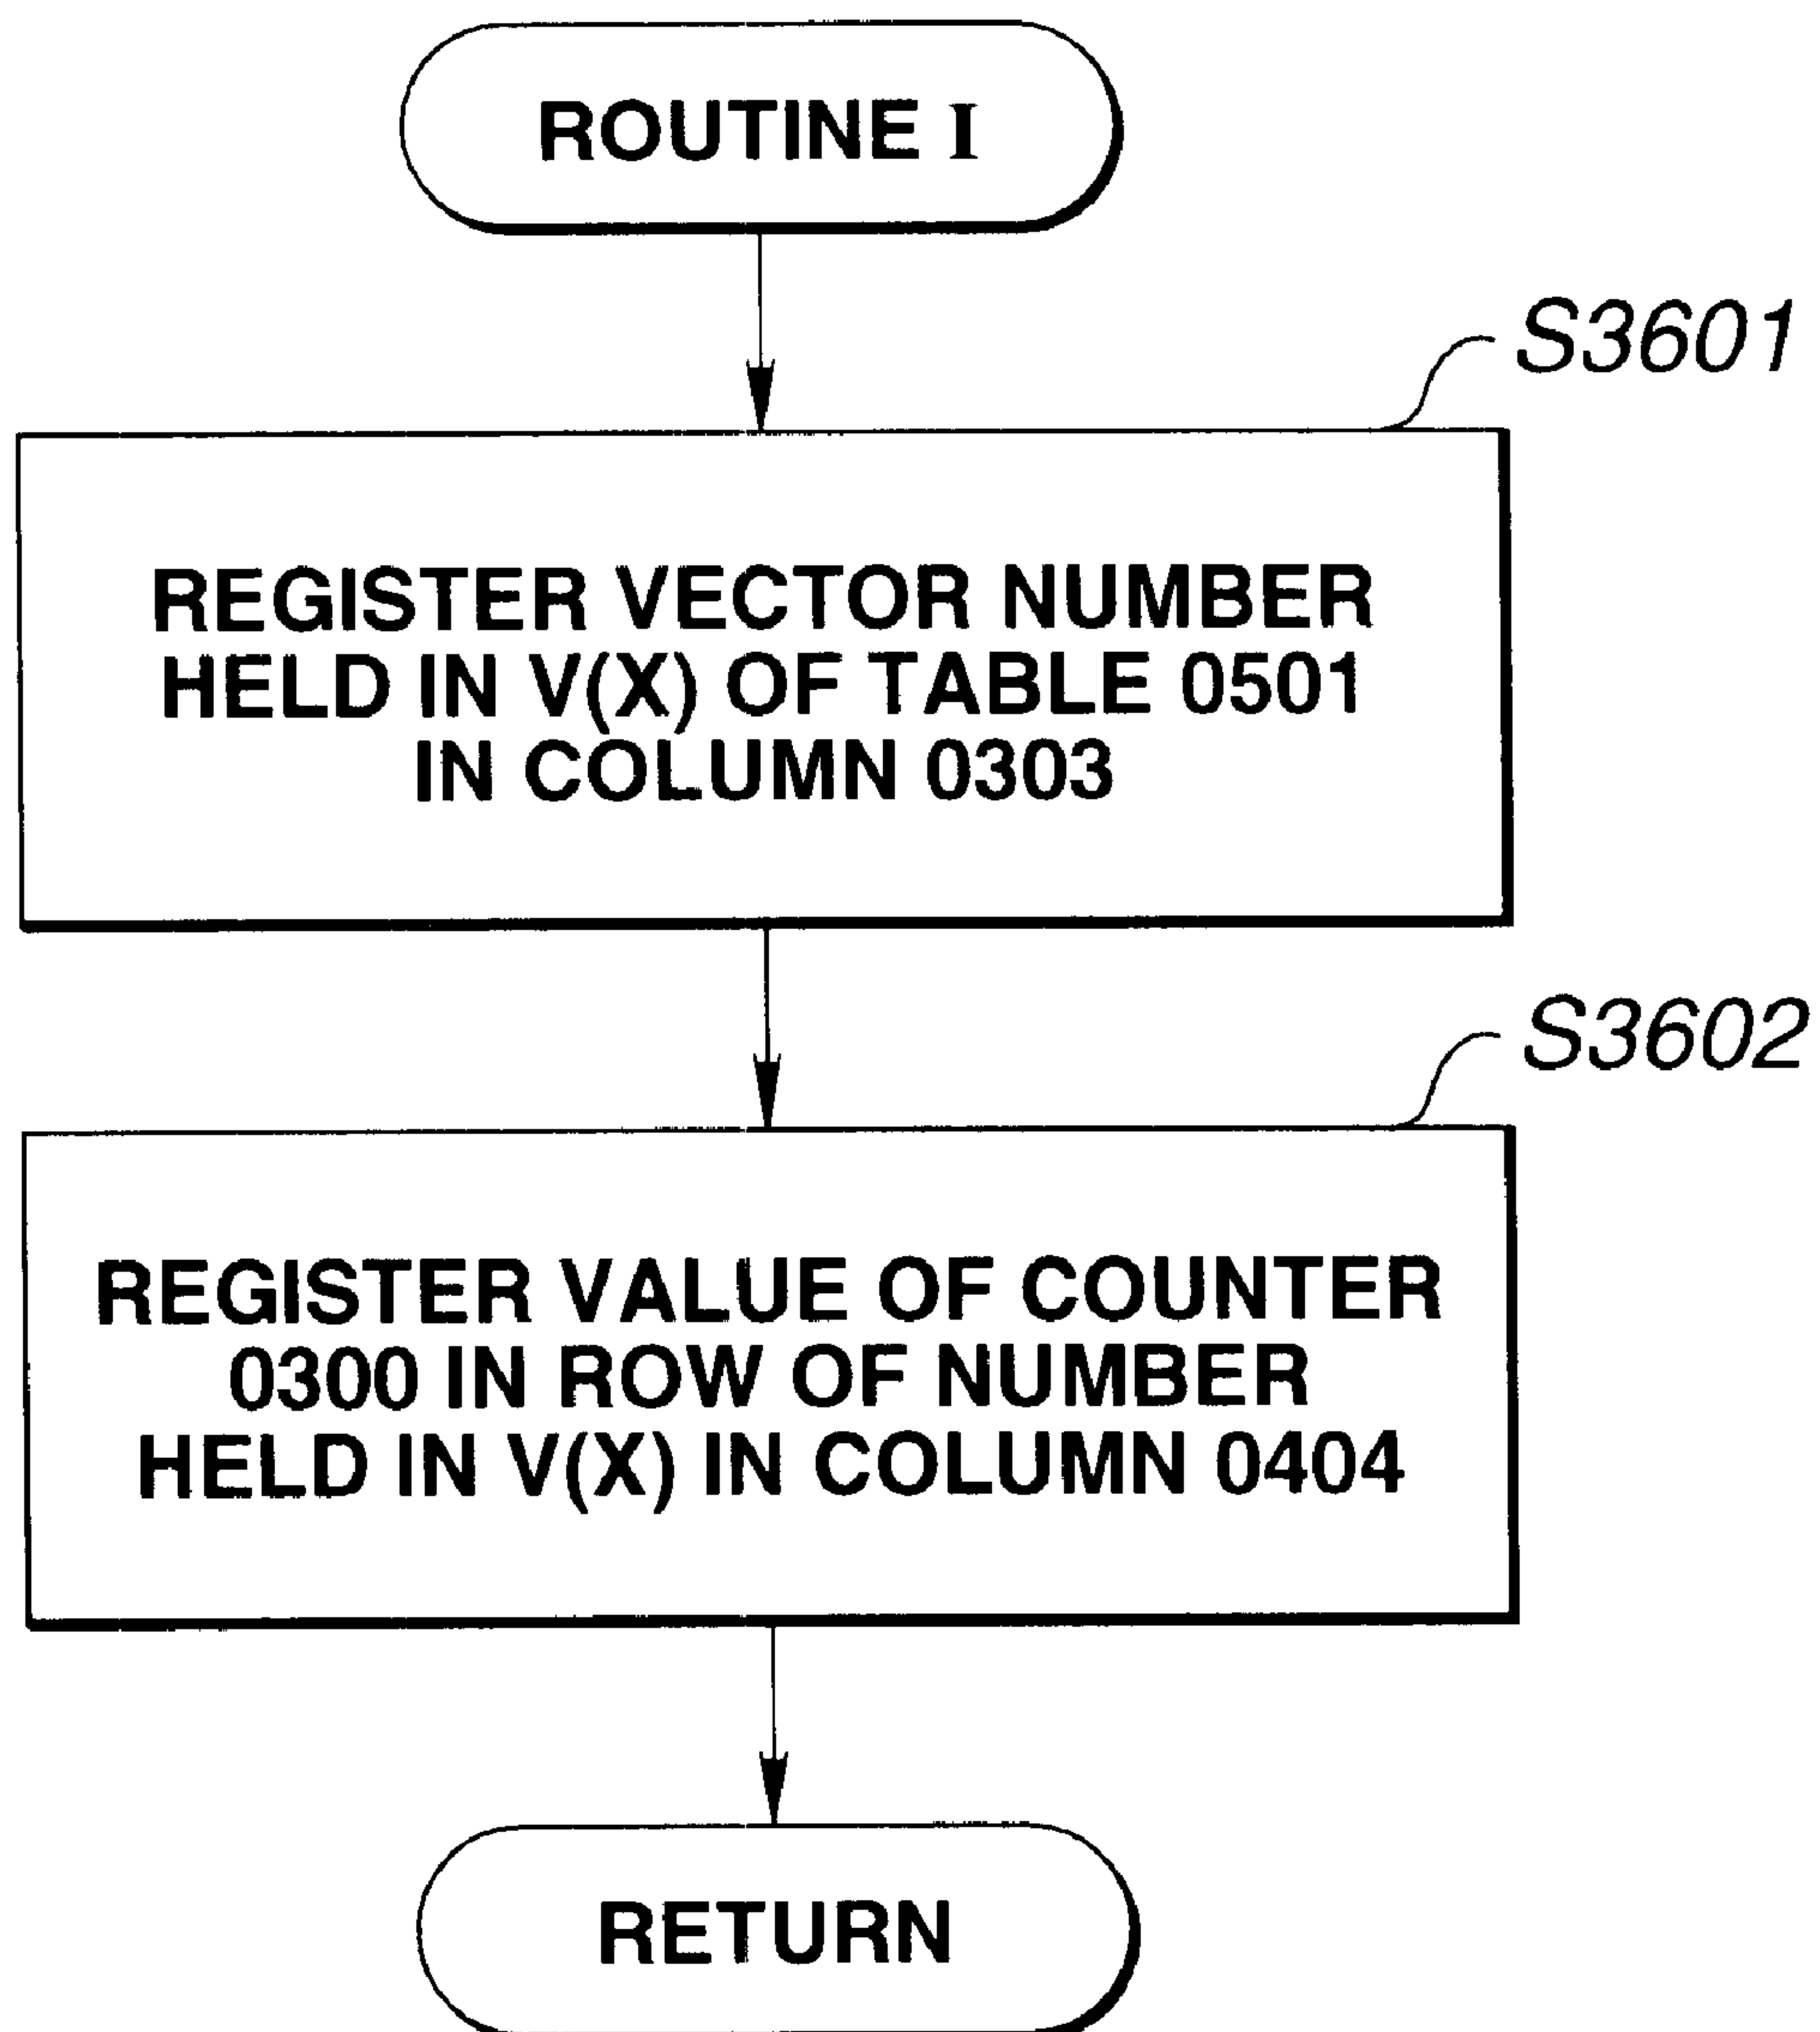 ROUTINE I
S3601
REGISTER VECTOR NUMBER
HELD IN V(X) OF TABLE 0501
IN COLUMN 0303
S3602
REGISTER VALUE OF COUNTER
0300 IN ROW OF NUMBER
HELD IN V(X) IN COLUMN 0404
RETURN